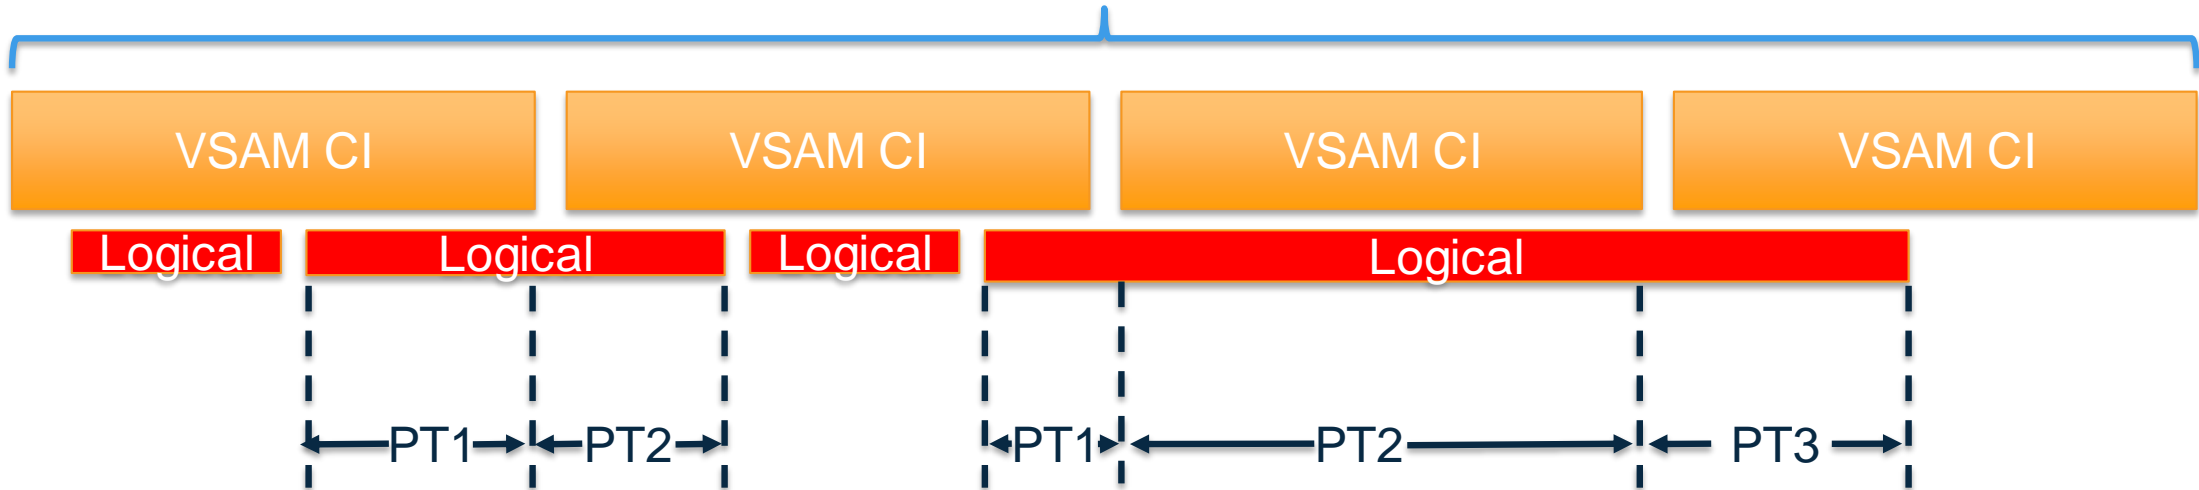 VSAM CI VSAM CI VSAM CI VSAM CI
Logical Logical Logical Logical
PT1 PT2 PT1 PT2 PT3